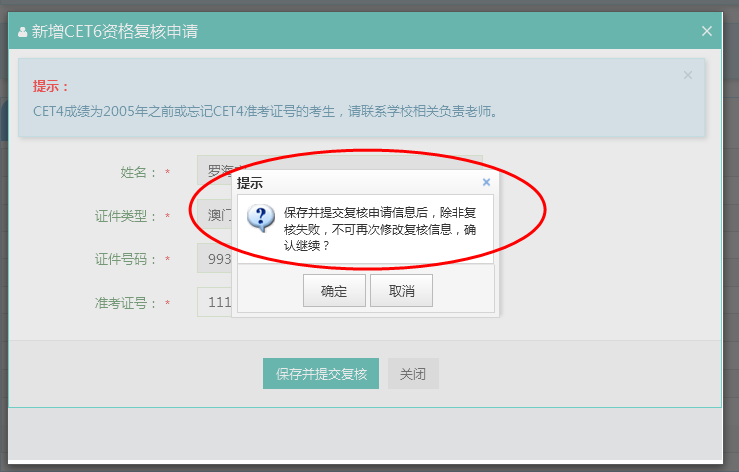 新增CET6资格复核申请
提示：
CET4成绩为2005年之前或忘记CET4准考证号的考生，请联系学校相关负责老师。
姓名： * 罗海
证件类型： * 澳门
证件号码： * 993
准考证号： * 111
提示
保存并提交复核申请信息后，除非复
核失败，不可再次修改复核信息，确
认继续？
确定 取消
保存并提交复核 关闭